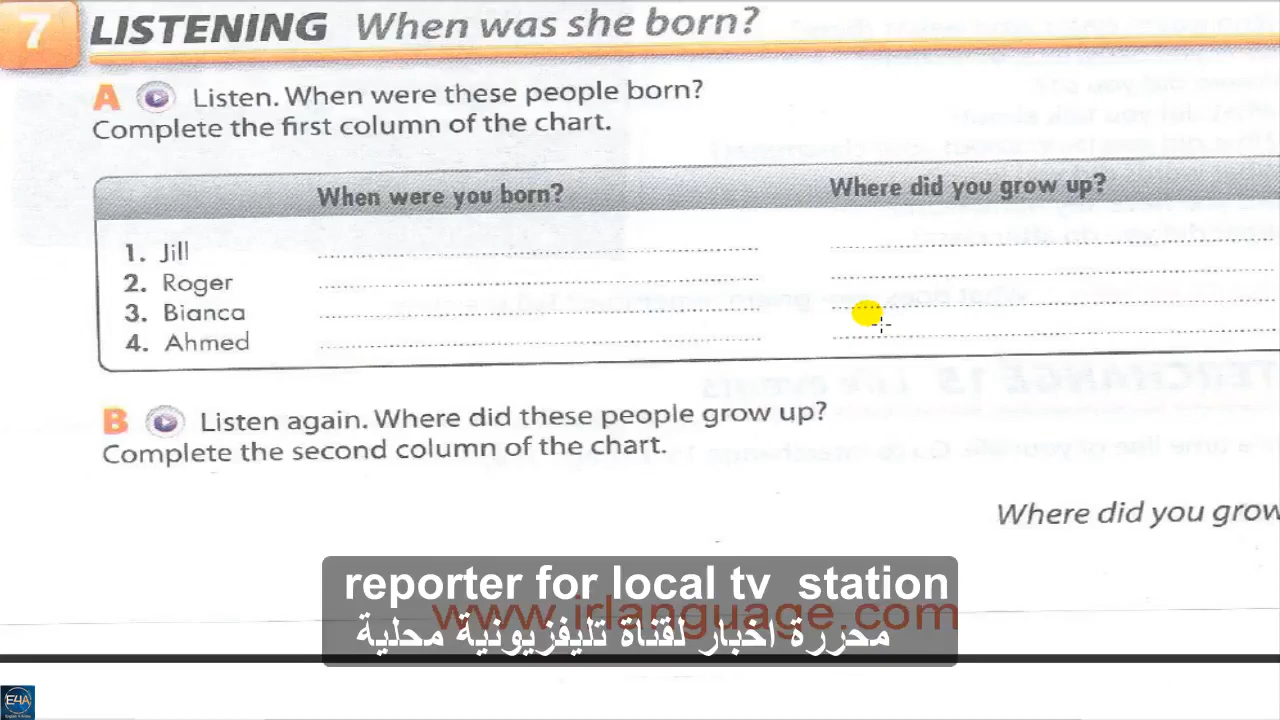 7 LISTENING When was she born?
A Listen. When were these people born?
Complete the first column of the chart.
When were you born? Where did you grow up?
1. Jill
2. Roger
3. Bianca
4. Ahmed
B Listen again. Where did these people grow up?
Complete the second column of the chart.
Where did you grow
reporter for local tv station
www.irlanguage.com
محررة اخبار لقناة تليفزيونية محلية
E4A